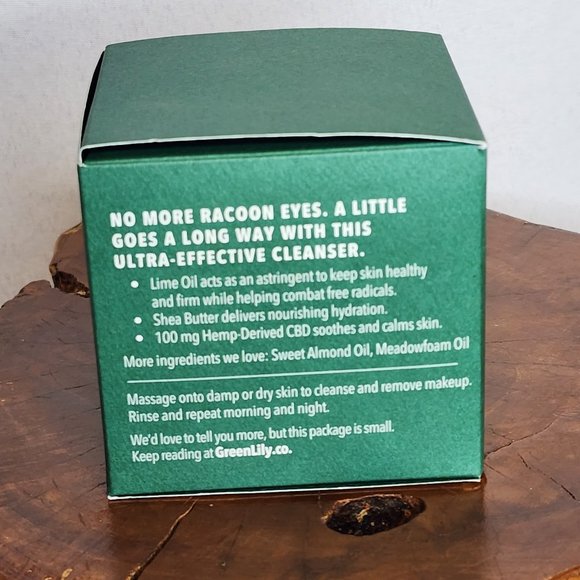 NO MORE RACOON EYES. A LITTLE
GOES A LONG WAY WITH THIS
ULTRA-EFFECTIVE CLEANSER.
• Lime Oil acts as an astringent to keep skin healthy
and firm while helping combat free radicals.
• Shea Butter delivers nourishing hydration.
• 100 mg Hemp-Derived CBD soothes and calms skin.
More ingredients we love: Sweet Almond Oil, Meadowfoam Oil
Massage onto damp or dry skin to cleanse and remove makeup.
Rinse and repeat morning and night.
We'd love to tell you more, but this package is small.
Keep reading at GreenLily.co.